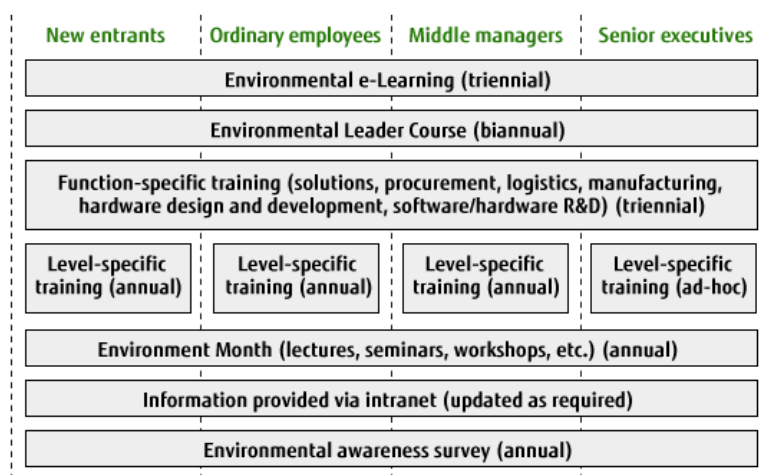 New entrants Ordinary employees Middle managers Senior executives
Environmental e-Learning (triennial)
Environmental Leader Course (biannual)
Function-specific training (solutions, procurement, logistics, manufacturing,
hardware design and development, software/hardware R&D) (triennial)
Level-specific
training (annual)
Level-specific
training (annual)
Level-specific
training (annual)
Level-specific
training (ad-hoc)
Environment Month (lectures, seminars, workshops, etc.) (annual)
Information provided via intranet (updated as required)
Environmental awareness survey (annual)